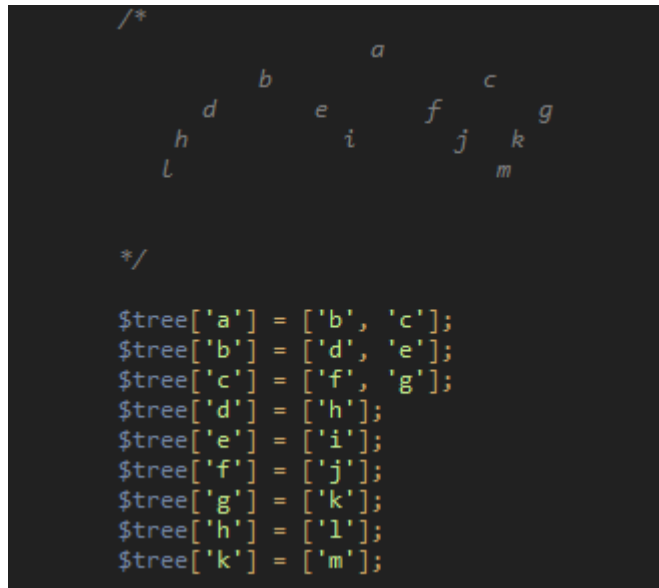 /*
a
b c
d e f g
h i j k
l m
*/
$tree['a'] = ['b', 'c'];
$tree['b'] = ['d', 'e'];
$tree['c'] = ['f', 'g'];
$tree['d'] = ['h'];
$tree['e'] = ['i'];
$tree['f'] = ['j'];
$tree['g'] = ['k'];
$tree['h'] = ['l'];
$tree['k'] = ['m'];